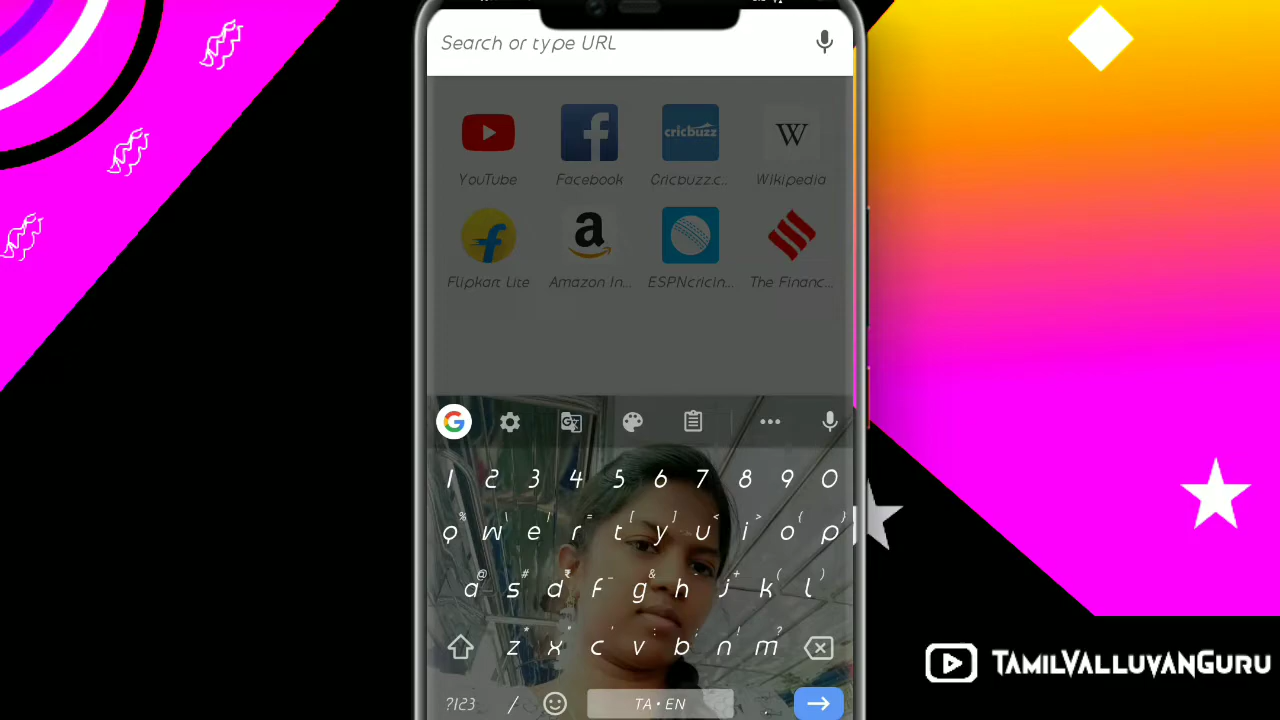 Search or type URL
cricbuzz
W
YouTube Facebook Cricbuzz.c... Wikipedia
a
Flipkart Lite Amazon In... ESPNcricin... The Financ...
G
1 2 3 4 5 6 7 8 9 0
% \ | = [ ] < > { }
q w e r t y u i o p
@ # ₹ - & - + ( )
a s d f g h j k l
* " ' : ; ! ?
z x c v b n m
?123 / TA • EN .
TamilValluvanGuru